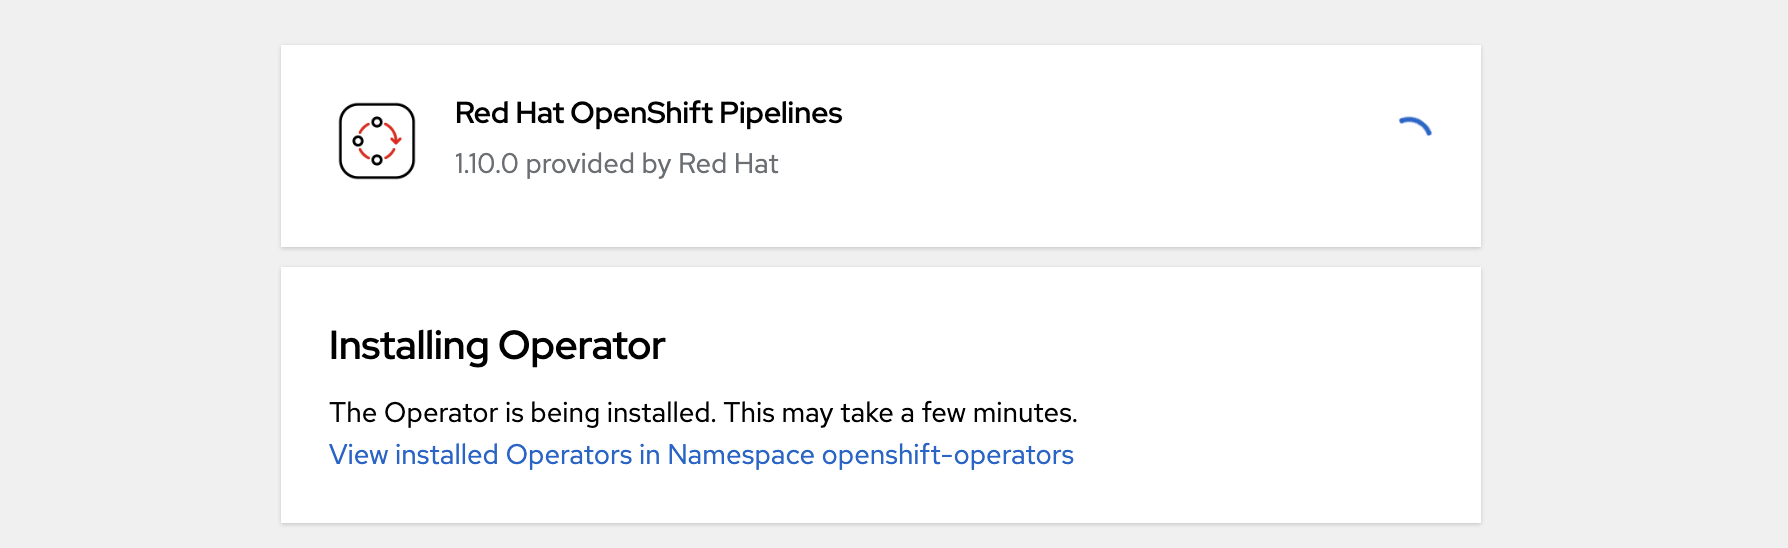 Red Hat OpenShift Pipelines
1.10.0 provided by Red Hat
Installing Operator
The Operator is being installed. This may take a few minutes.
View installed Operators in Namespace openshift-operators